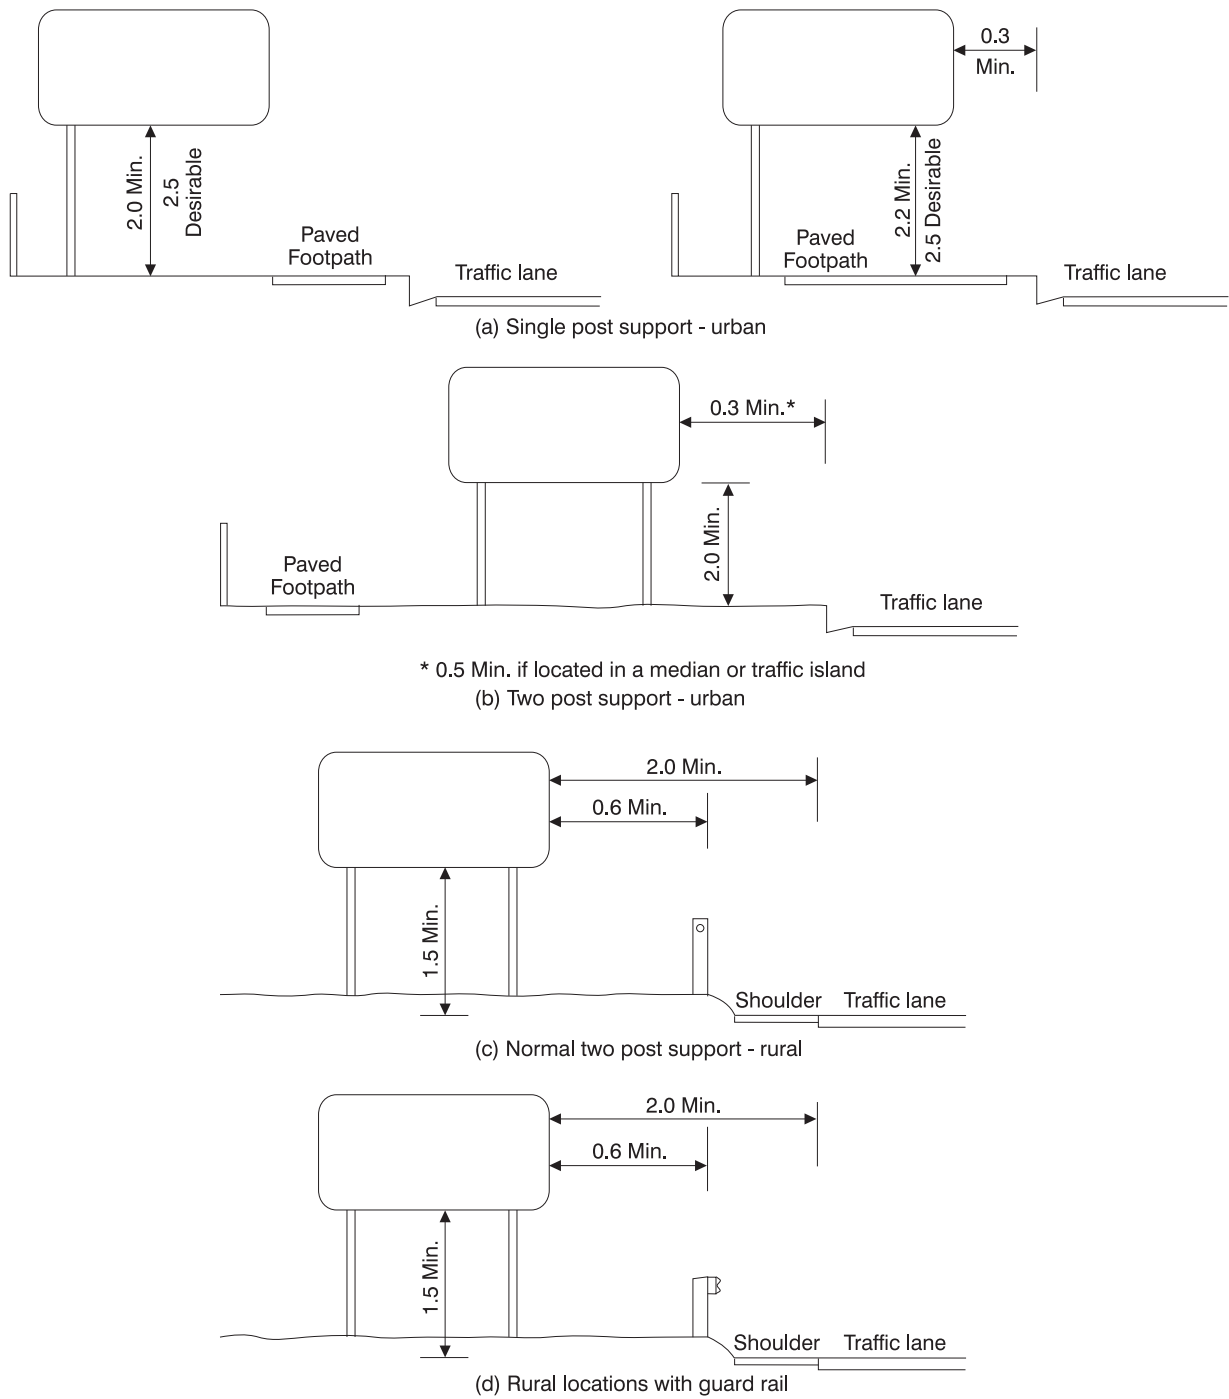 0.3
Min.
2.0 Min.
2.5
Desirable
Paved
Footpath
Traffic lane
2.2 Min.
2.5 Desirable
Paved
Footpath
Traffic lane
(a) Single post support - urban
0.3 Min.*
2.0 Min.
Paved
Footpath
Traffic lane
* 0.5 Min. if located in a median or traffic island
(b) Two post support - urban
2.0 Min.
0.6 Min.
1.5 Min.
Shoulder Traffic lane
(c) Normal two post support - rural
2.0 Min.
0.6 Min.
1.5 Min.
Shoulder Traffic lane
(d) Rural locations with guard rail